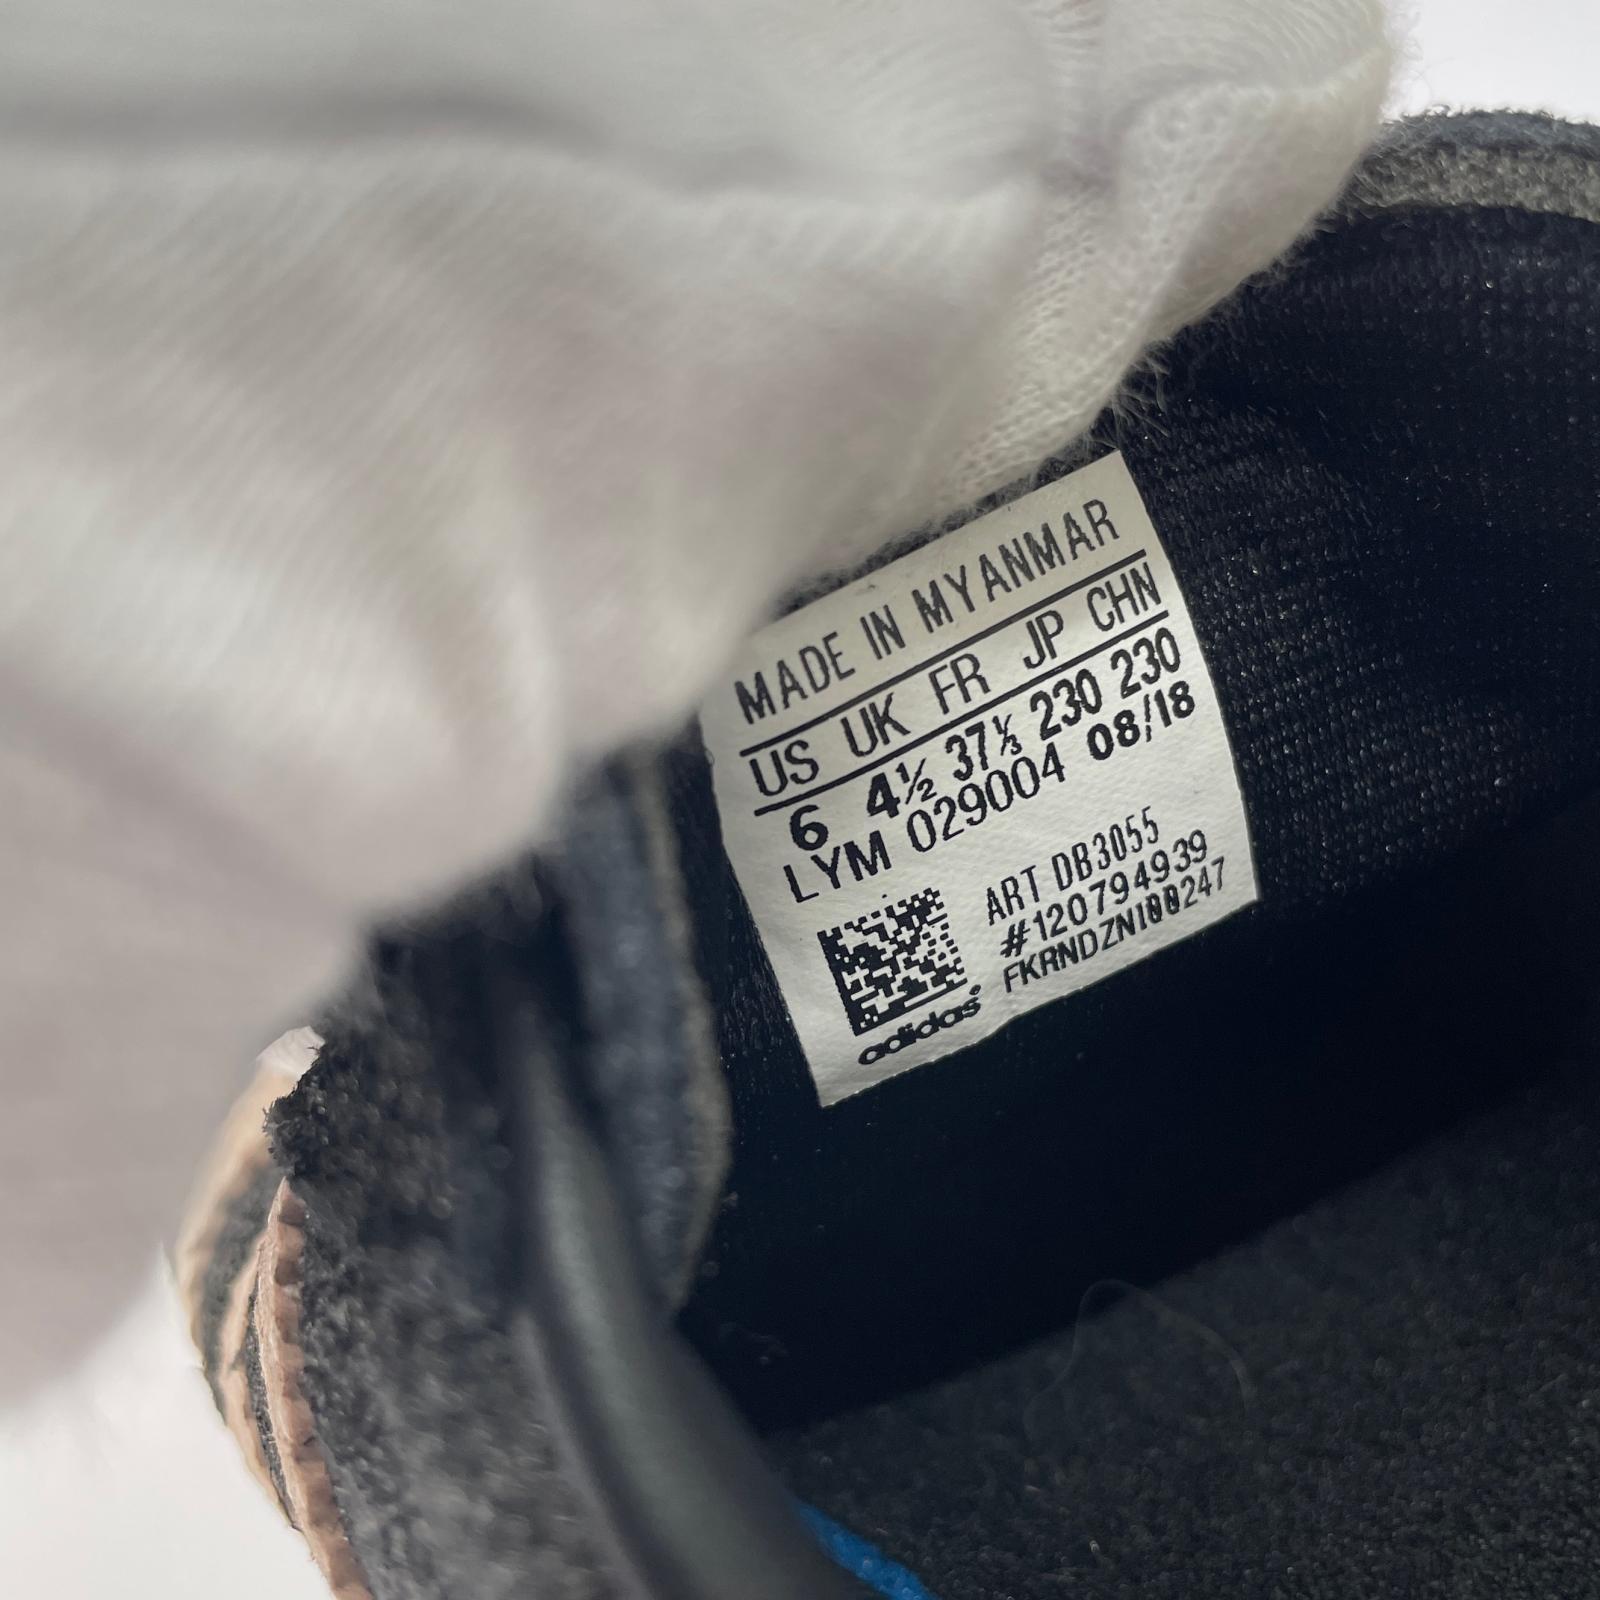 MADE IN MYANMAR
US UK FR JP CHN
6 4½ 37⅓ 230 230
LYM 029004 08/18
ART DB3055
#120794939
FKRNDZNI00247
adidas®